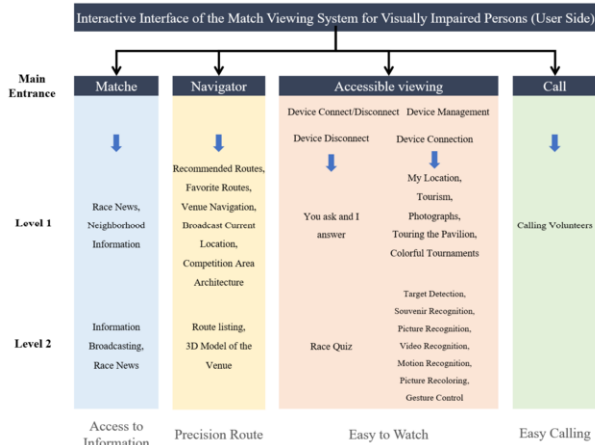 Interactive Interface of the Match Viewing System for Visually Impaired Persons (User Side)
Main
Entrance
Matche
Navigator
Accessible viewing
Call
Device Connect/Disconnect
Device Management
Device Disconnect
Device Connection
Level 1
Race News,
Neighborhood
Information
Recommended Routes,
Favorite Routes,
Venue Navigation,
Broadcast Current
Location,
Competition Area
Architecture
You ask and I
answer
My Location,
Tourism,
Photographs,
Touring the Pavilion,
Colorful Tournaments
Calling Volunteers
Level 2
Information
Broadcasting,
Race News
Route listing,
3D Model of the
Venue
Race Quiz
Target Detection,
Souvenir Recognition,
Picture Recognition,
Video Recognition,
Motion Recognition,
Picture Recoloring,
Gesture Control
Access to
Information
Precision Route
Easy to Watch
Easy Calling